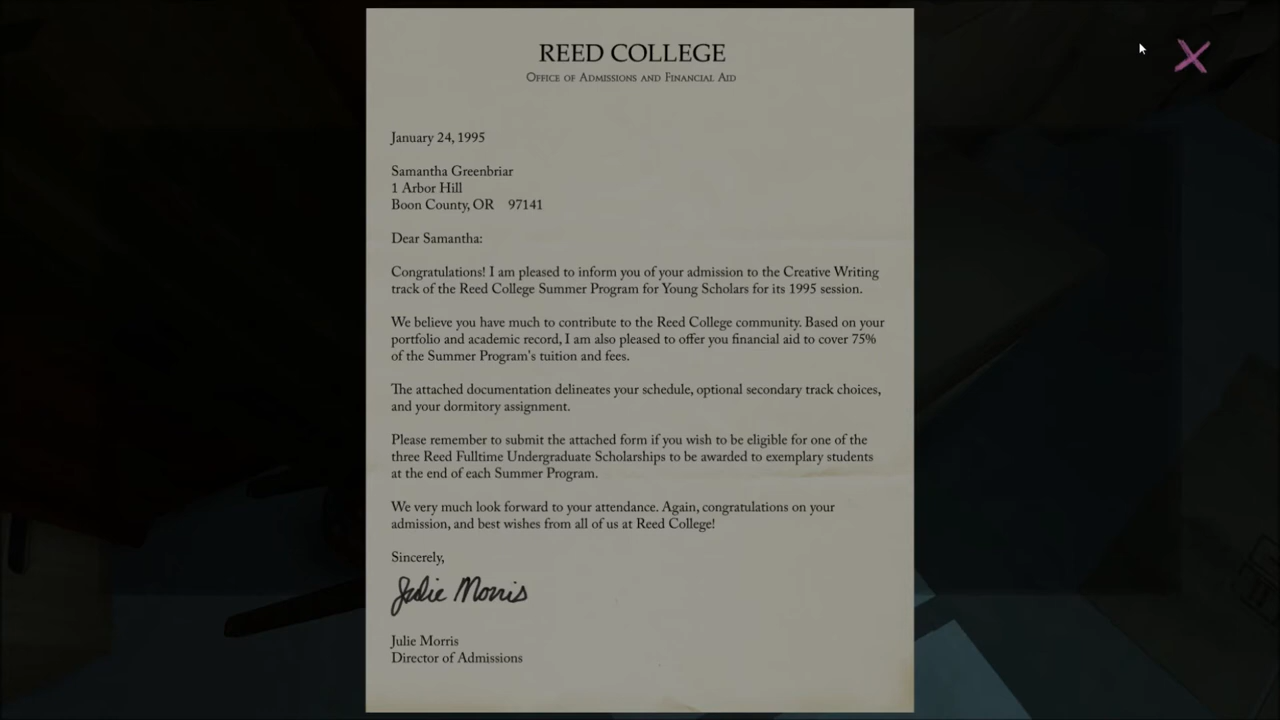 REED COLLEGE
Office of Admissions and Financial Aid
January 24, 1995
Samantha Greenbriar
1 Arbor Hill
Boon County, OR 97141
Dear Samantha:
Congratulations! I am pleased to inform you of your admission to the Creative Writing
track of the Reed College Summer Program for Young Scholars for its 1995 session.
We believe you have much to contribute to the Reed College community. Based on your
portfolio and academic record, I am also pleased to offer you financial aid to cover 75%
of the Summer Program's tuition and fees.
The attached documentation delineates your schedule, optional secondary track choices,
and your dormitory assignment.
Please remember to submit the attached form if you wish to be eligible for one of the
three Reed Fulltime Undergraduate Scholarships to be awarded to exemplary students
at the end of each Summer Program.
We very much look forward to your attendance. Again, congratulations on your
admission, and best wishes from all of us at Reed College!
Sincerely,
Julie Morris
Julie Morris
Director of Admissions